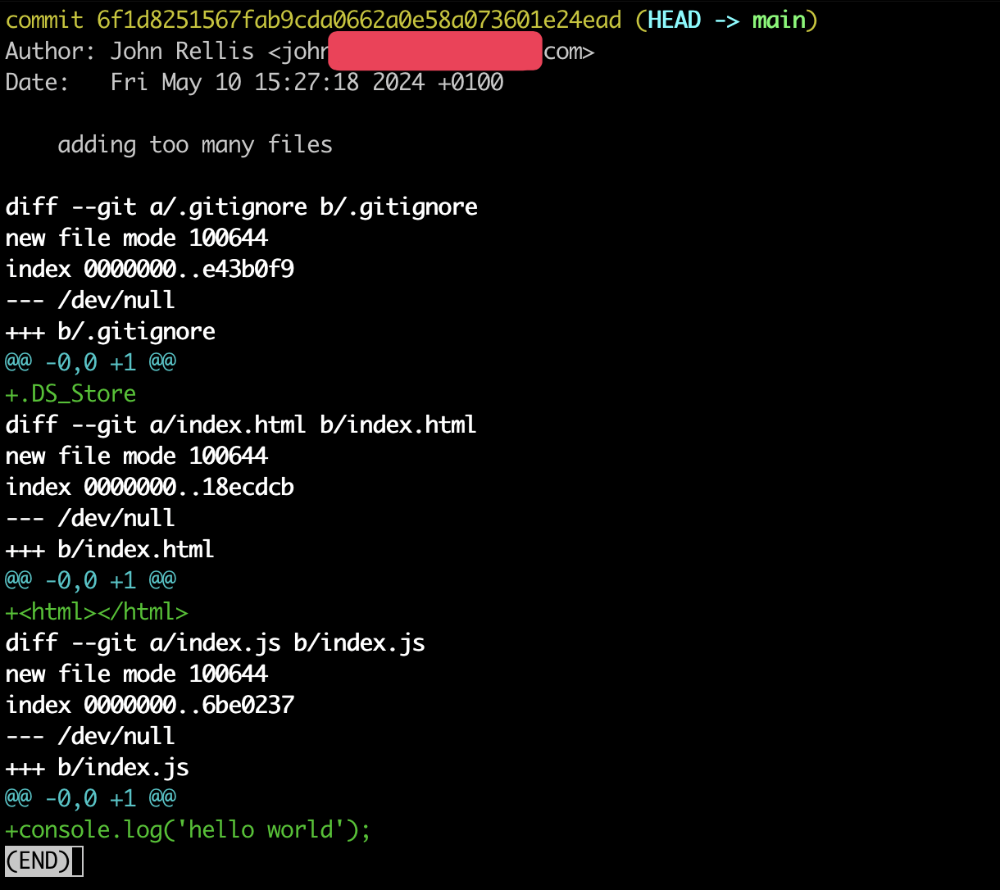 commit 6f1d8251567fab9cda0662a0e58a073601e24ead (HEAD -> main)
Author: John Rellis <john com>
Date:   Fri May 10 15:27:18 2024 +0100
    adding too many files
diff --git a/.gitignore b/.gitignore
new file mode 100644
index 0000000..e43b0f9
--- /dev/null
+++ b/.gitignore
@@ -0,0 +1 @@
+.DS_Store
diff --git a/index.html b/index.html
new file mode 100644
index 0000000..18ecdcb
--- /dev/null
+++ b/index.html
@@ -0,0 +1 @@
+<html></html>
diff --git a/index.js b/index.js
new file mode 100644
index 0000000..6be0237
--- /dev/null
+++ b/index.js
@@ -0,0 +1 @@
+console.log('hello world');
(END)